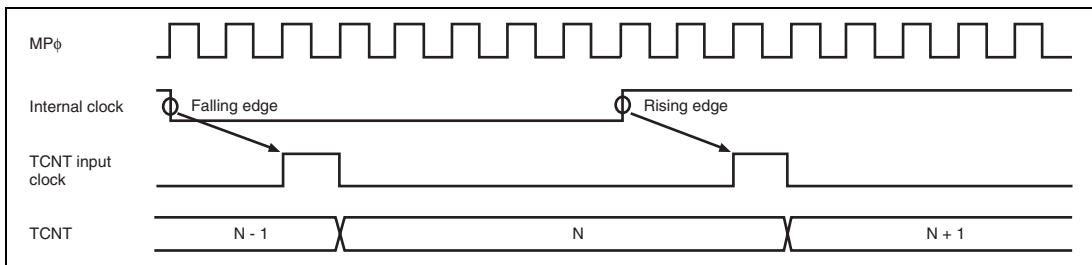 MPϕ
Internal clock
Falling edge
Rising edge
TCNT input
clock
TCNT
N - 1
N
N + 1